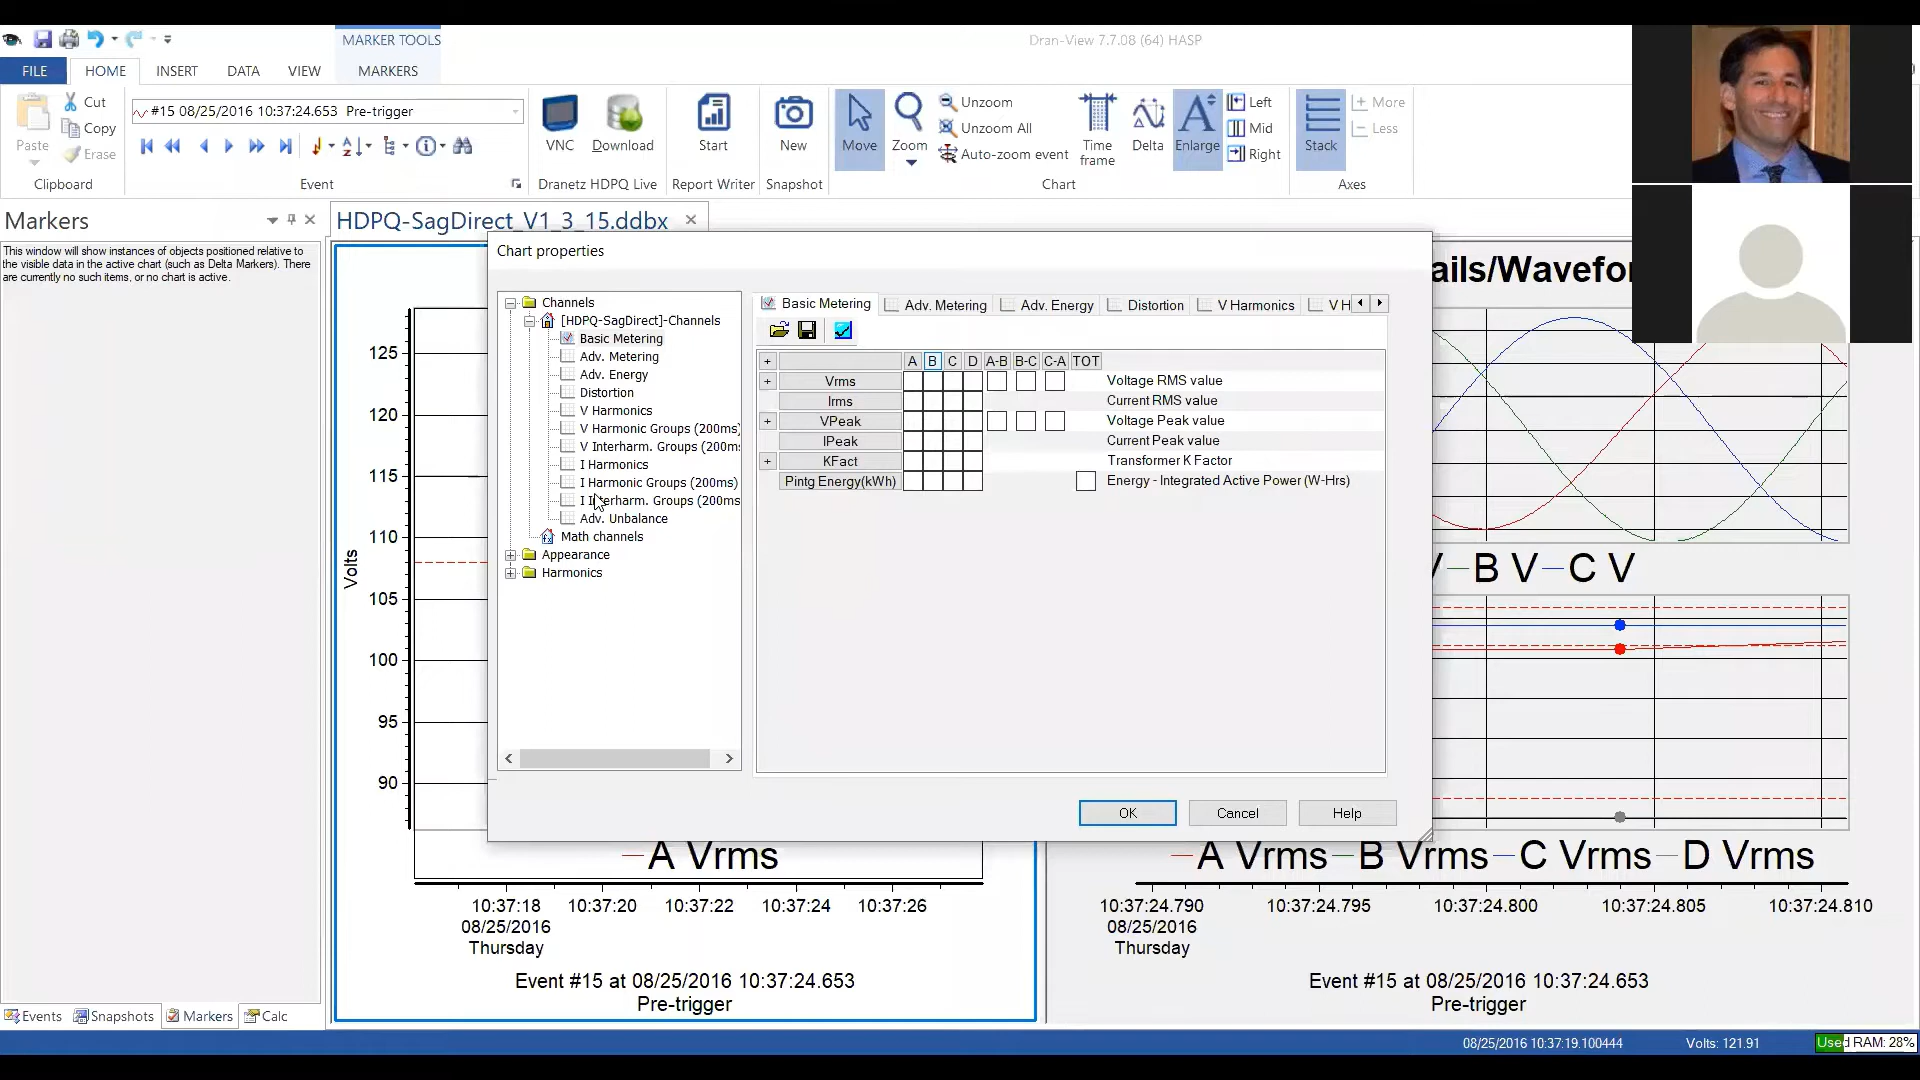 MARKER TOOLS
Dran-View 7.7.08 (64) HASP
FILE HOME INSERT DATA VIEW MARKERS
Paste
Cut
Copy
Erase
Clipboard
#15 08/25/2016 10:37:24.653 Pre-trigger
Event
VNC
Download
Dranetz HDPQ Live
Start
Report Writer
New
Snapshot
Move
Zoom
Unzoom
Unzoom All
Auto-zoom event
Time frame
Delta
Enlarge
Left
Mid
Right
Chart
Stack
More
Less
Axes
Markers
This window will show instances of objects positioned relative to
the visible data in the active chart (such as Delta Markers). There
are currently no such items, or no chart is active.
Events Snapshots Markers Calc
HDPQ-SagDirect_V1_3_15.ddbx
Chart properties
Channels
[HDPQ-SagDirect]-Channels
Basic Metering
Adv. Metering
Adv. Energy
Distortion
V Harmonics
V Harmonic Groups (200ms)
V Interharm. Groups (200ms
I Harmonics
I Harmonic Groups (200ms)
I Interharm. Groups (200ms
Adv. Unbalance
Math channels
Appearance
Harmonics
Basic Metering Adv. Metering Adv. Energy Distortion V Harmonics V H
+ A B C D A-B B-C C-A TOT
+ Vrms Voltage RMS value
Irms Current RMS value
+ VPeak Voltage Peak value
IPeak Current Peak value
+ KFact Transformer K Factor
Pintg Energy(kWh) Energy - Integrated Active Power (W-Hrs)
OK Cancel Help
Volts
125
120
115
110
105
100
95
90
A Vrms
10:37:18 10:37:20 10:37:22 10:37:24 10:37:26
08/25/2016
Thursday
Event #15 at 08/25/2016 10:37:24.653
Pre-trigger
ails/Wavefo
V B V C V
A Vrms B Vrms C Vrms D Vrms
10:37:24.790 10:37:24.795 10:37:24.800 10:37:24.805 10:37:24.810
08/25/2016
Thursday
Event #15 at 08/25/2016 10:37:24.653
Pre-trigger
08/25/2016 10:37:19.100444 Volts: 121.91 Used RAM: 28%